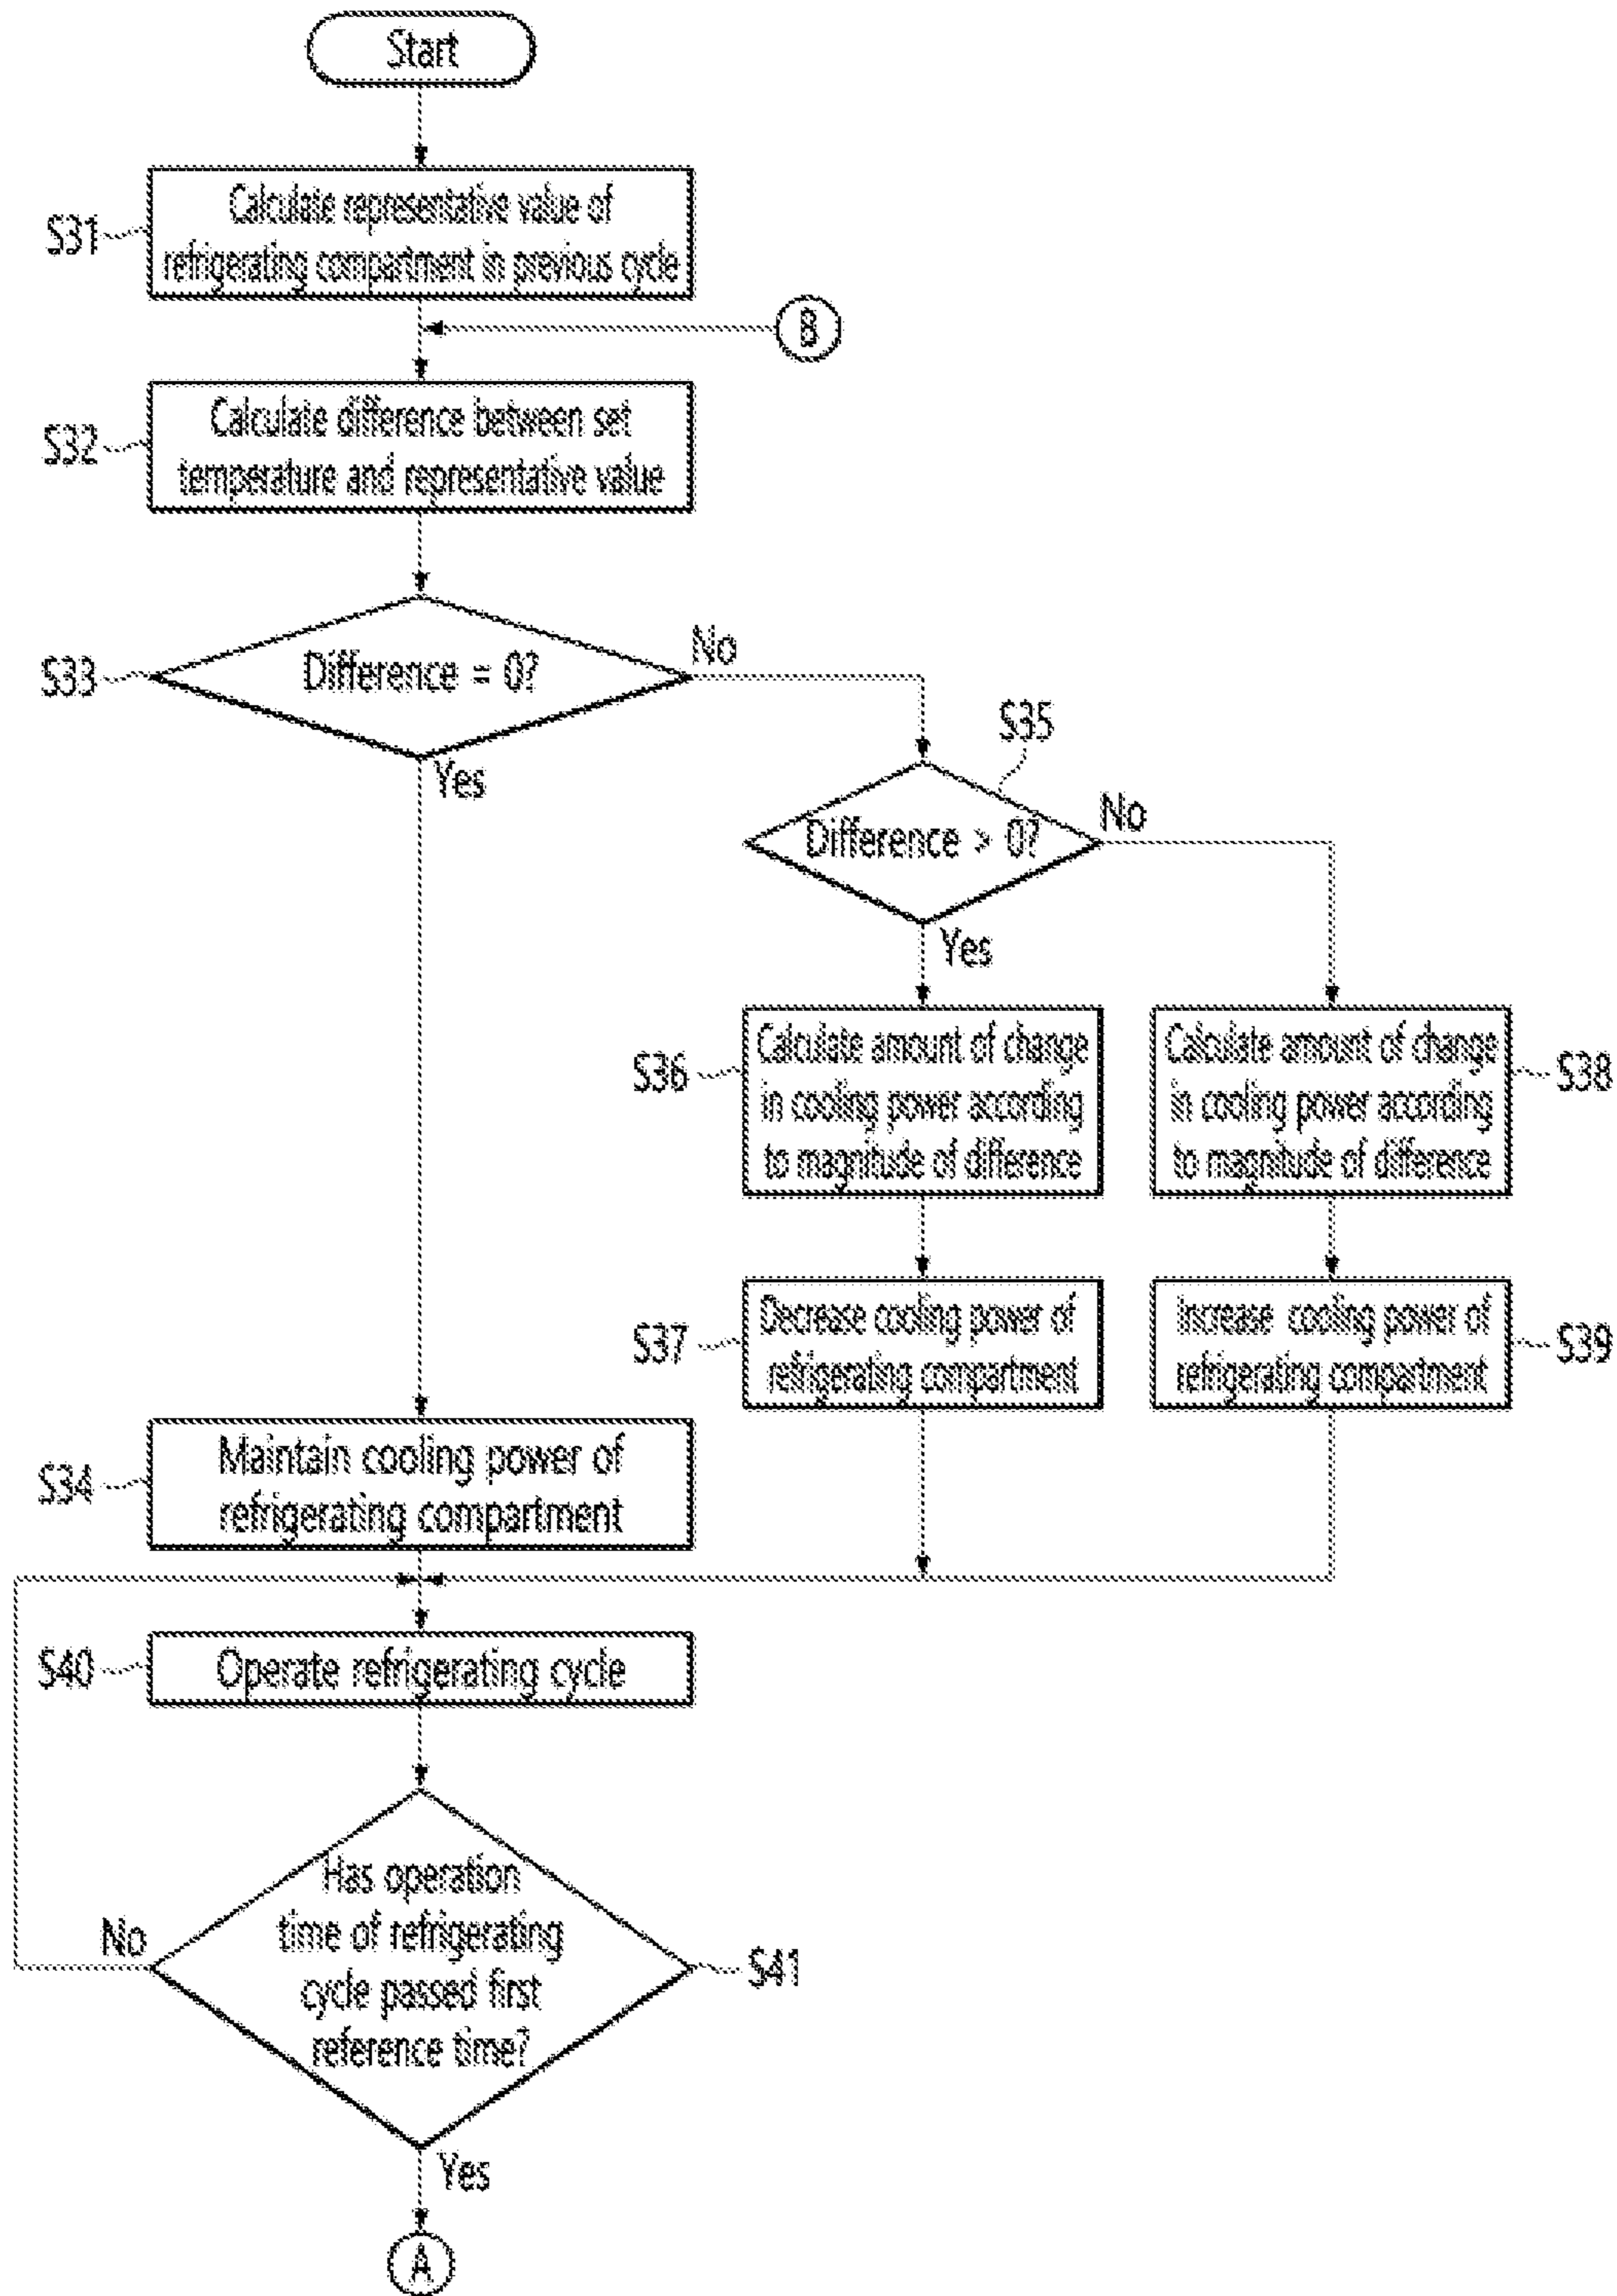 Start
S31
Calculate representative value of
refrigerating compartment in previous cycle
B
S32
Calculate difference between set
temperature and representative value
S33
Difference = 0?
No
Yes
S35
Difference > 0?
No
Yes
S36
Calculate amount of change
in cooling power according
to magnitude of difference
Calculate amount of change
in cooling power according
to magnitude of difference
S38
S37
Decrease cooling power of
refrigerating compartment
Increase cooling power of
refrigerating compartment
S39
S34
Maintain cooling power of
refrigerating compartment
S40
Operate refrigerating cycle
Has operation
time of refrigerating
cycle passed first
reference time?
No
S41
Yes
A